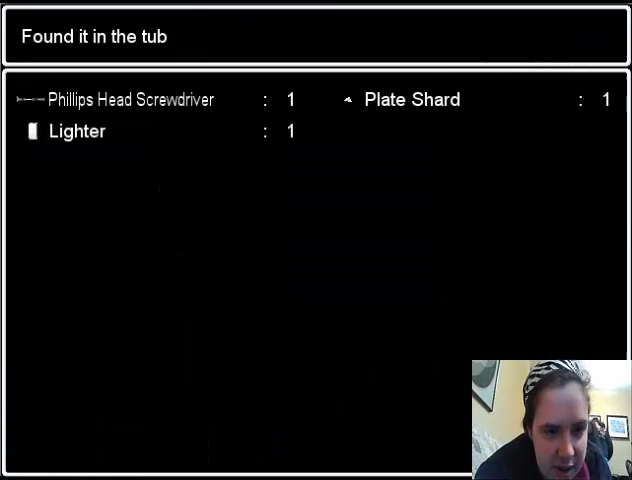 Found it in the tub
Phillips Head Screwdriver : 1 Plate Shard : 1
Lighter : 1